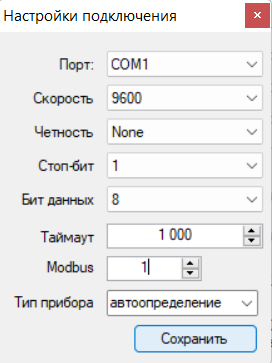 Настройки подключения
Порт: COM1
Скорость 9600
Четность None
Стоп-бит 1
Бит данных 8
Таймаут 1 000
Modbus 1
Тип прибора автоопределение
Сохранить